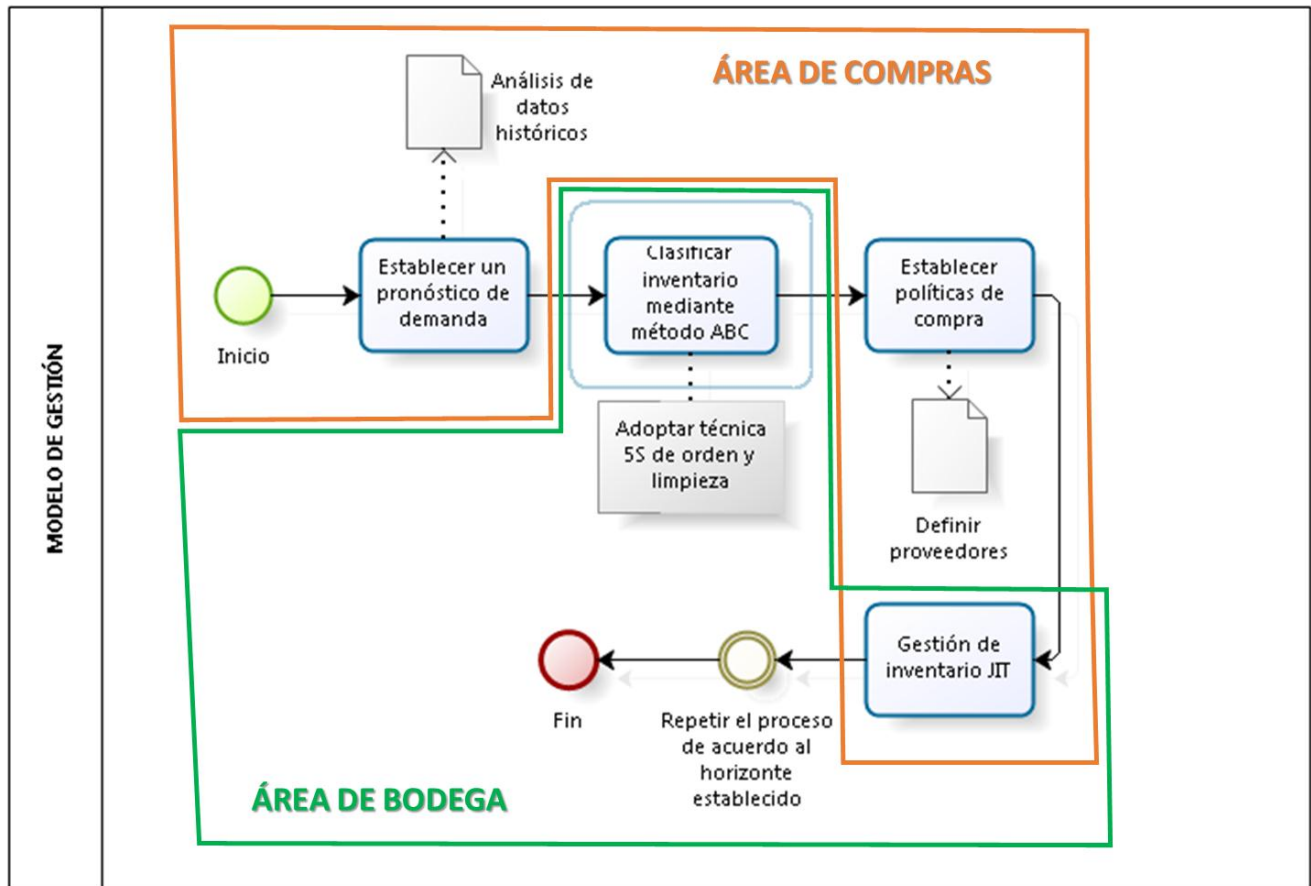 MODELO DE GESTIÓN
ÁREA DE COMPRAS
Análisis de
datos
históricos
Inicio
Establecer un
pronóstico de
demanda
Clasificar
inventario
mediante
método ABC
Establecer
políticas de
compra
Adoptar técnica
5S de orden y
limpieza
Definir
proveedores
Gestión de
inventario JIT
Repetir el proceso
de acuerdo al
horizonte
establecido
Fin
ÁREA DE BODEGA